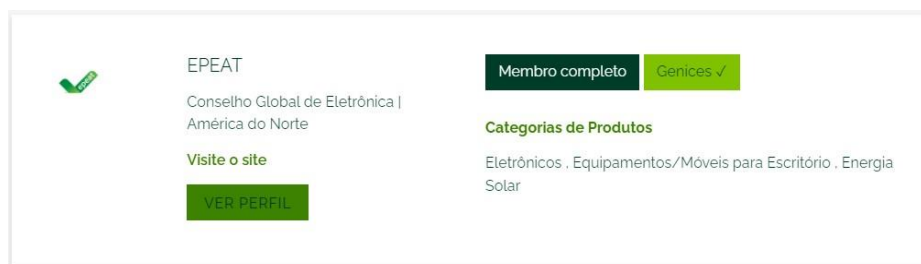 EPEAT
Conselho Global de Eletrônica |
América do Norte
Visite o site
VER PERFIL
Membro completo
Genices ✓
Categorias de Produtos
Eletrônicos , Equipamentos/Móveis para Escritório , Energia
Solar
epeat